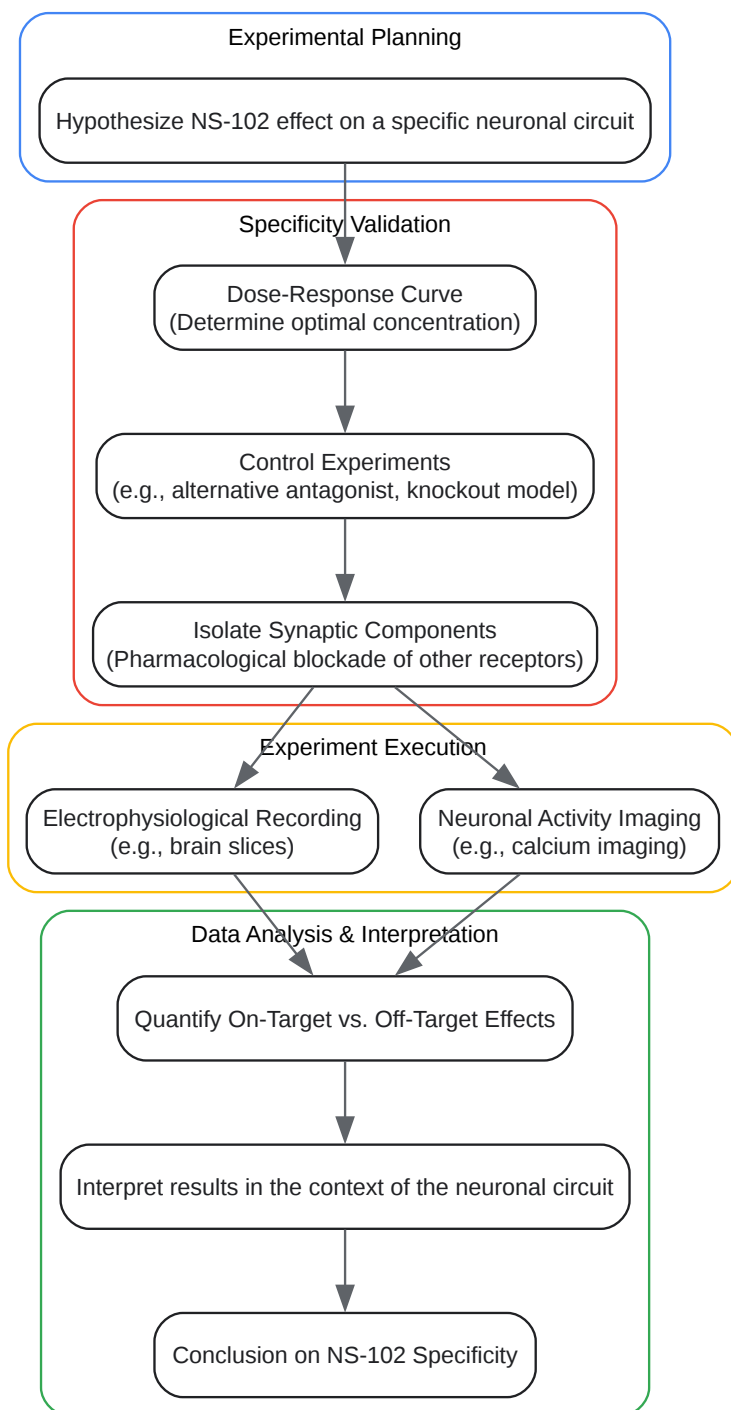 Experimental Planning
Hypothesize NS-102 effect on a specific neuronal circuit
Specificity Validation
Dose-Response Curve
(Determine optimal concentration)
Control Experiments
(e.g., alternative antagonist, knockout model)
Isolate Synaptic Components
(Pharmacological blockade of other receptors)
Experiment Execution
Electrophysiological Recording
(e.g., brain slices)
Neuronal Activity Imaging
(e.g., calcium imaging)
Data Analysis & Interpretation
Quantify On-Target vs. Off-Target Effects
Interpret results in the context of the neuronal circuit
Conclusion on NS-102 Specificity